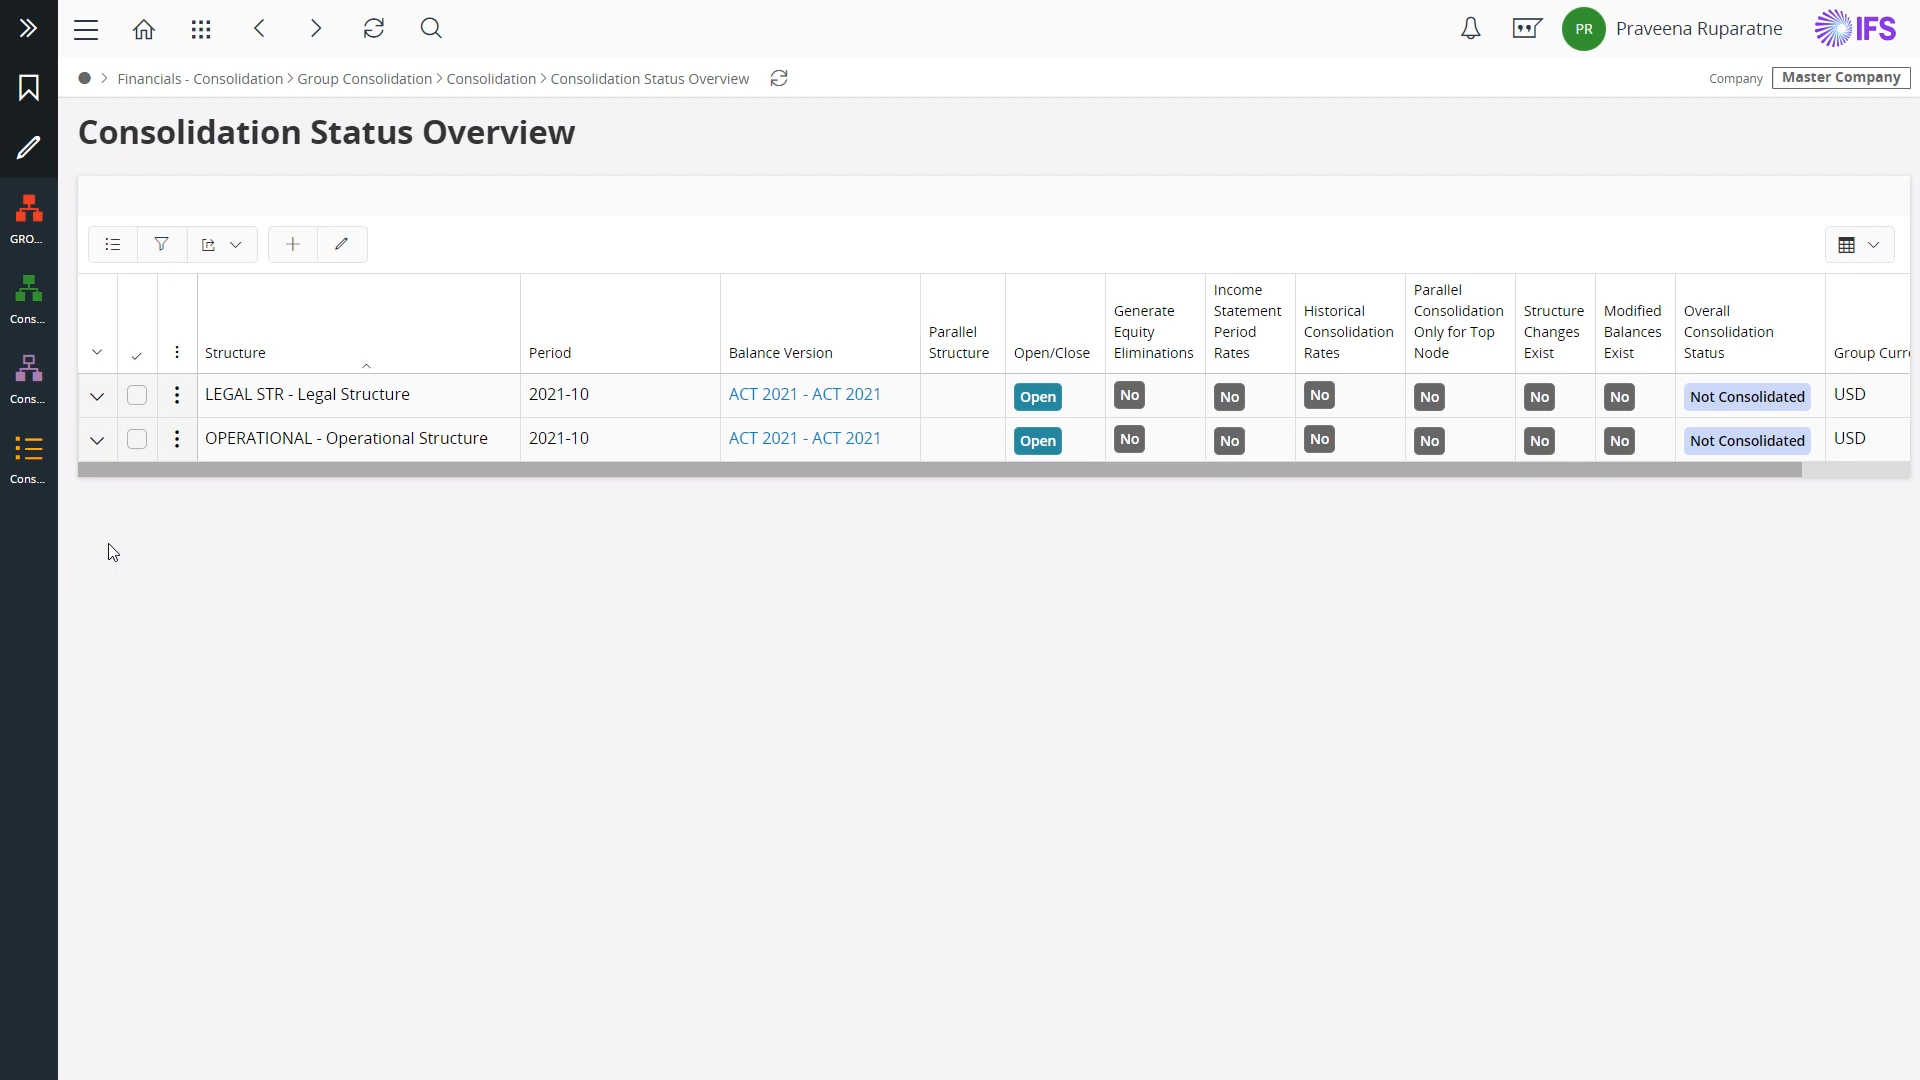 PR Praveena Ruparatne IFS
Financials - Consolidation > Group Consolidation > Consolidation > Consolidation Status Overview Company Master Company
Consolidation Status Overview
GRO...
Cons...
Cons...
Cons...
Structure Period Balance Version Parallel Structure Open/Close Generate Equity Eliminations Income Statement Period Rates Historical Consolidation Rates Parallel Consolidation Only for Top Node Structure Changes Exist Modified Balances Exist Overall Consolidation Status Group Curr
LEGAL STR - Legal Structure 2021-10 ACT 2021 - ACT 2021 Open No No No No No No Not Consolidated USD
OPERATIONAL - Operational Structure 2021-10 ACT 2021 - ACT 2021 Open No No No No No No Not Consolidated USD